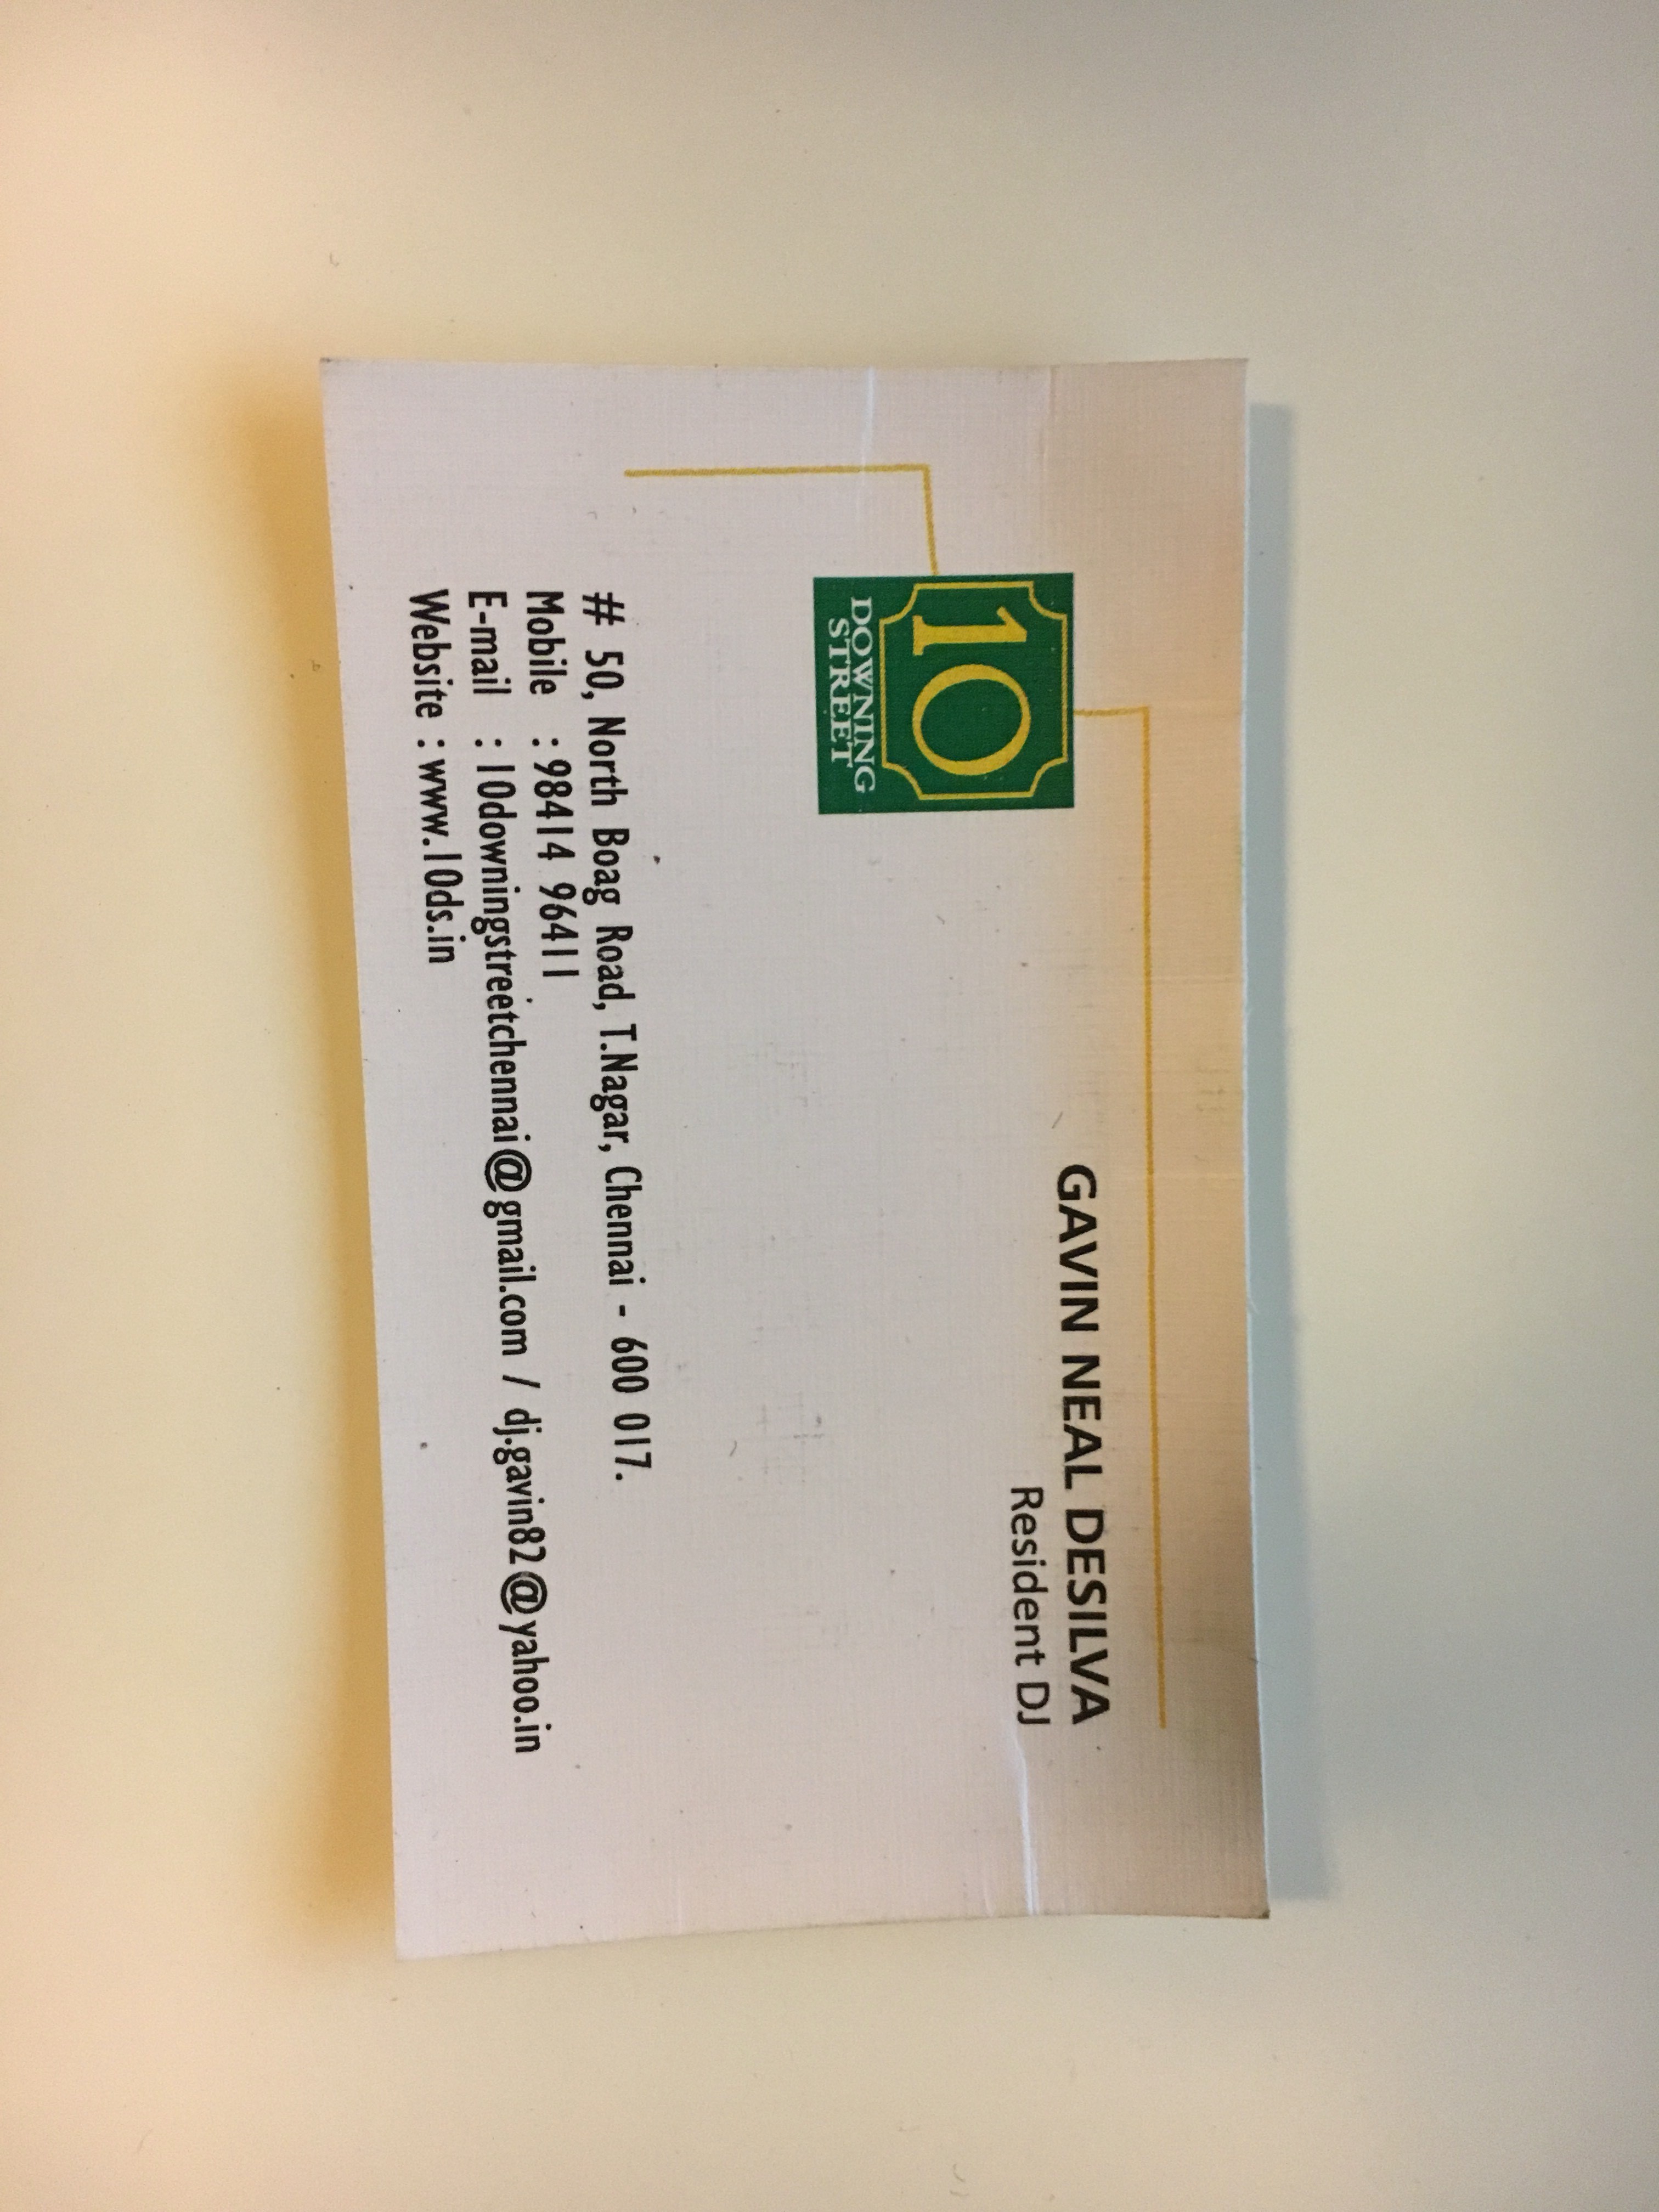 10
DOWNING
STREET
GAVIN NEAL DESILVA
Resident DJ
# 50, North Boag Road, T.Nagar, Chennai - 600 017.
Mobile : 98414 96411
E-mail : 10downingstreetchennai@gmail.com / dj.gavin82@yahoo.in
Website : www.10ds.in